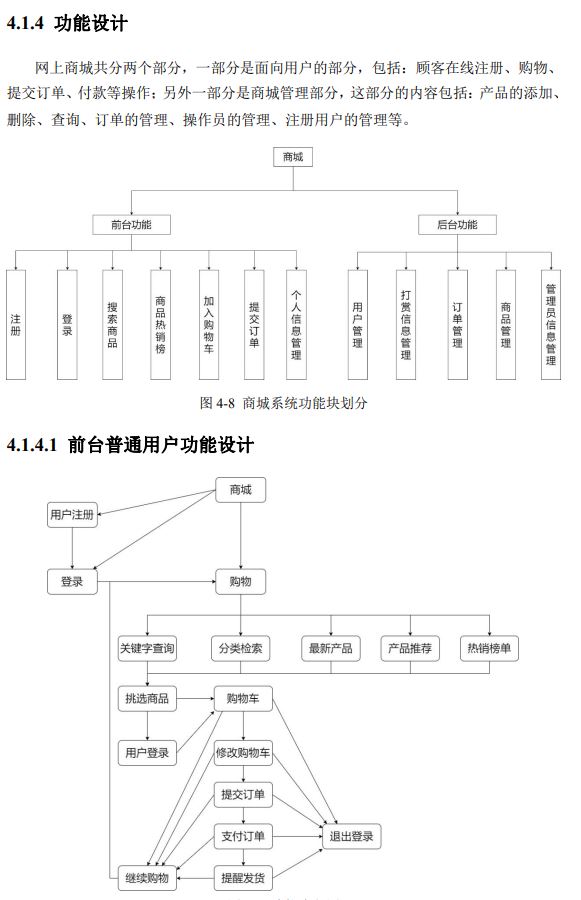 4.1.4 功能设计
网上商城共分两个部分，一部分是面向用户的部分，包括：顾客在线注册、购物、
提交订单、付款等操作；另外一部分是商城管理部分，这部分的内容包括：产品的添加、
删除、查询、订单的管理、操作员的管理、注册用户的管理等。
商城
前台功能
后台功能
注册
登录
搜索商品
商品热销榜
加入购物车
提交订单
个人信息管理
用户管理
打赏信息管理
订单管理
商品管理
管理员信息管理
图 4-8 商城系统功能块划分
4.1.4.1 前台普通用户功能设计
商城
用户注册
登录
购物
关键字查询
分类检索
最新产品
产品推荐
热销榜单
挑选商品
购物车
用户登录
修改购物车
提交订单
支付订单
退出登录
继续购物
提醒发货